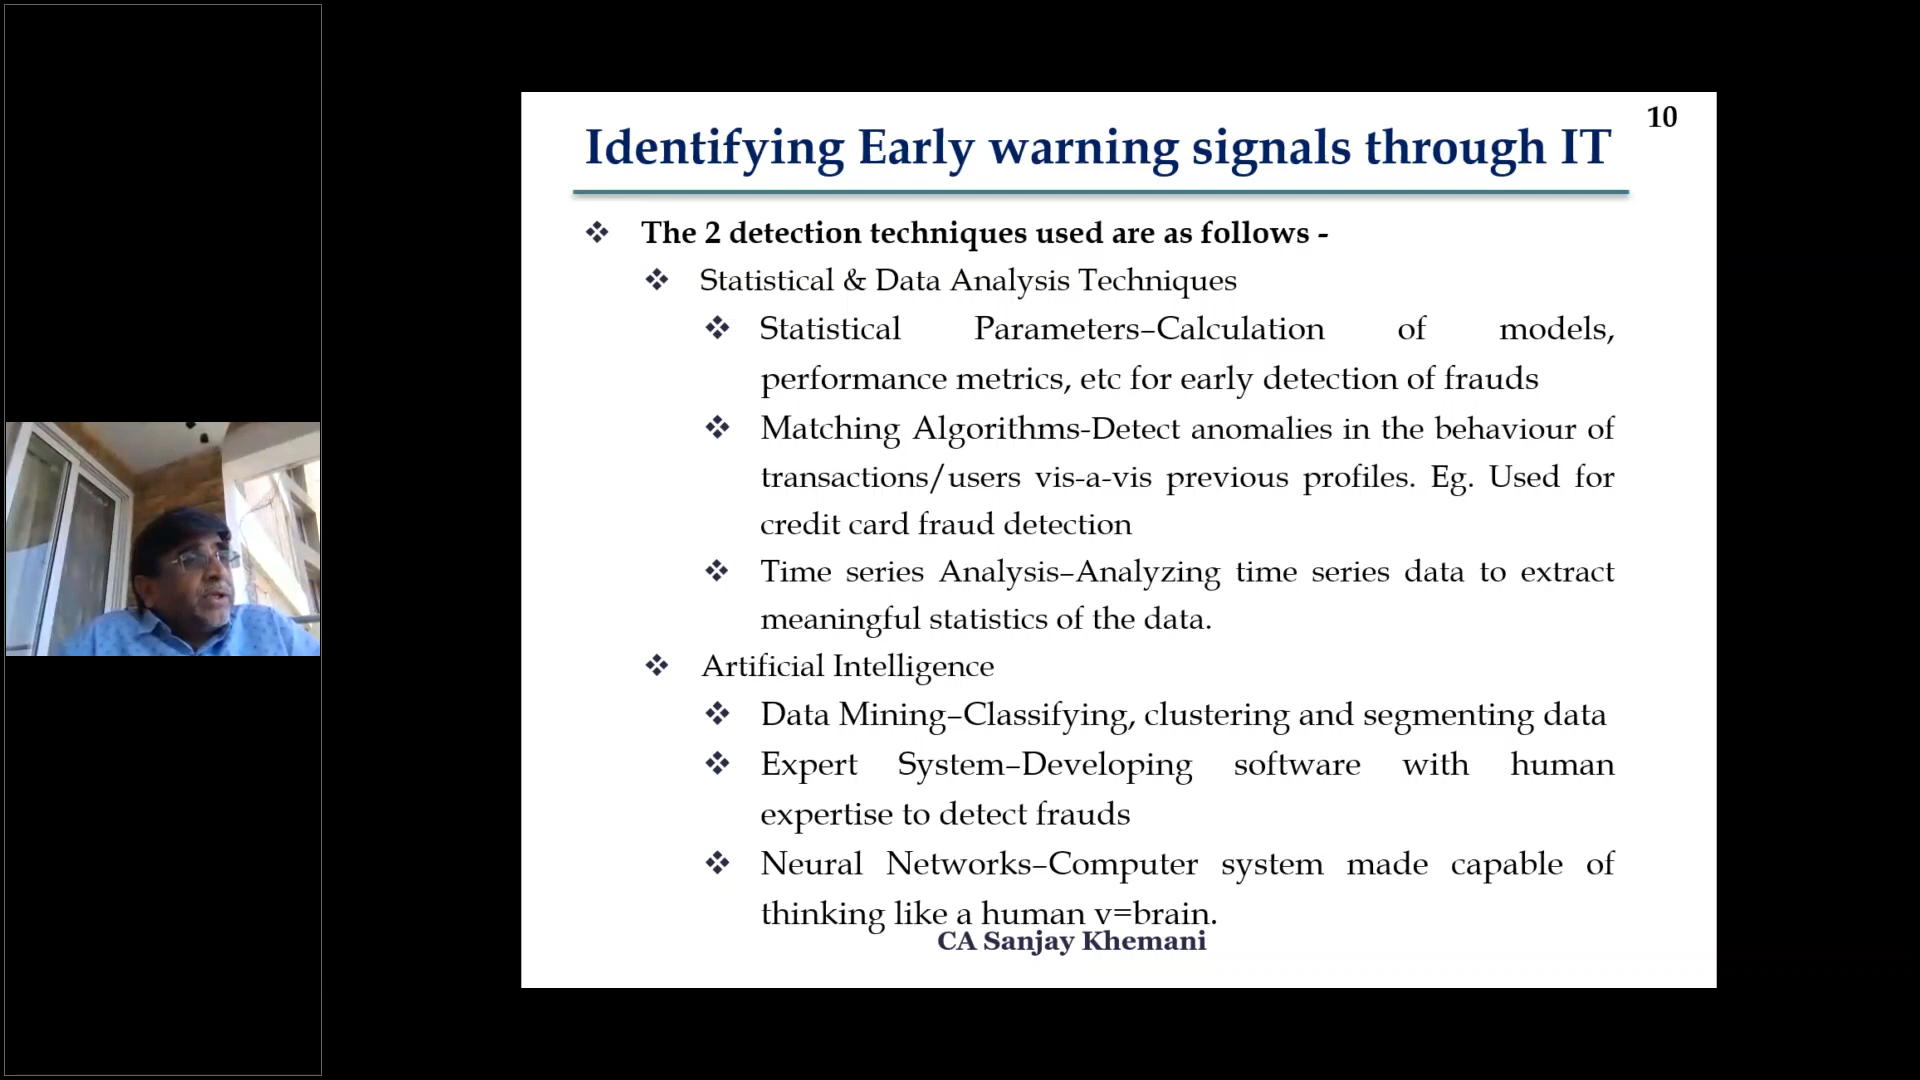 10
Identifying Early warning signals through IT
❖ The 2 detection techniques used are as follows -
❖ Statistical & Data Analysis Techniques
❖ Statistical Parameters–Calculation of models,
performance metrics, etc for early detection of frauds
❖ Matching Algorithms-Detect anomalies in the behaviour of
transactions/users vis-a-vis previous profiles. Eg. Used for
credit card fraud detection
❖ Time series Analysis–Analyzing time series data to extract
meaningful statistics of the data.
❖ Artificial Intelligence
❖ Data Mining–Classifying, clustering and segmenting data
❖ Expert System–Developing software with human
expertise to detect frauds
❖ Neural Networks–Computer system made capable of
thinking like a human v=brain.
CA Sanjay Khemani